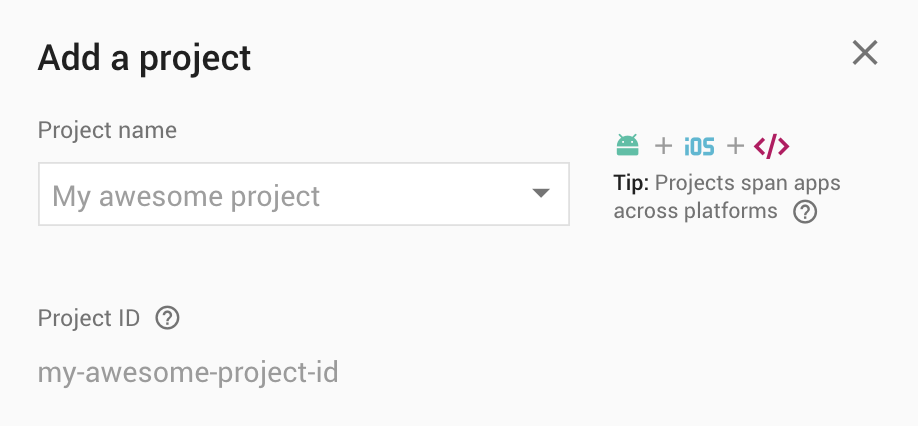 Add a project
Project name
My awesome project
+ iOS + </>
Tip: Projects span apps
across platforms ?
Project ID ?
my-awesome-project-id